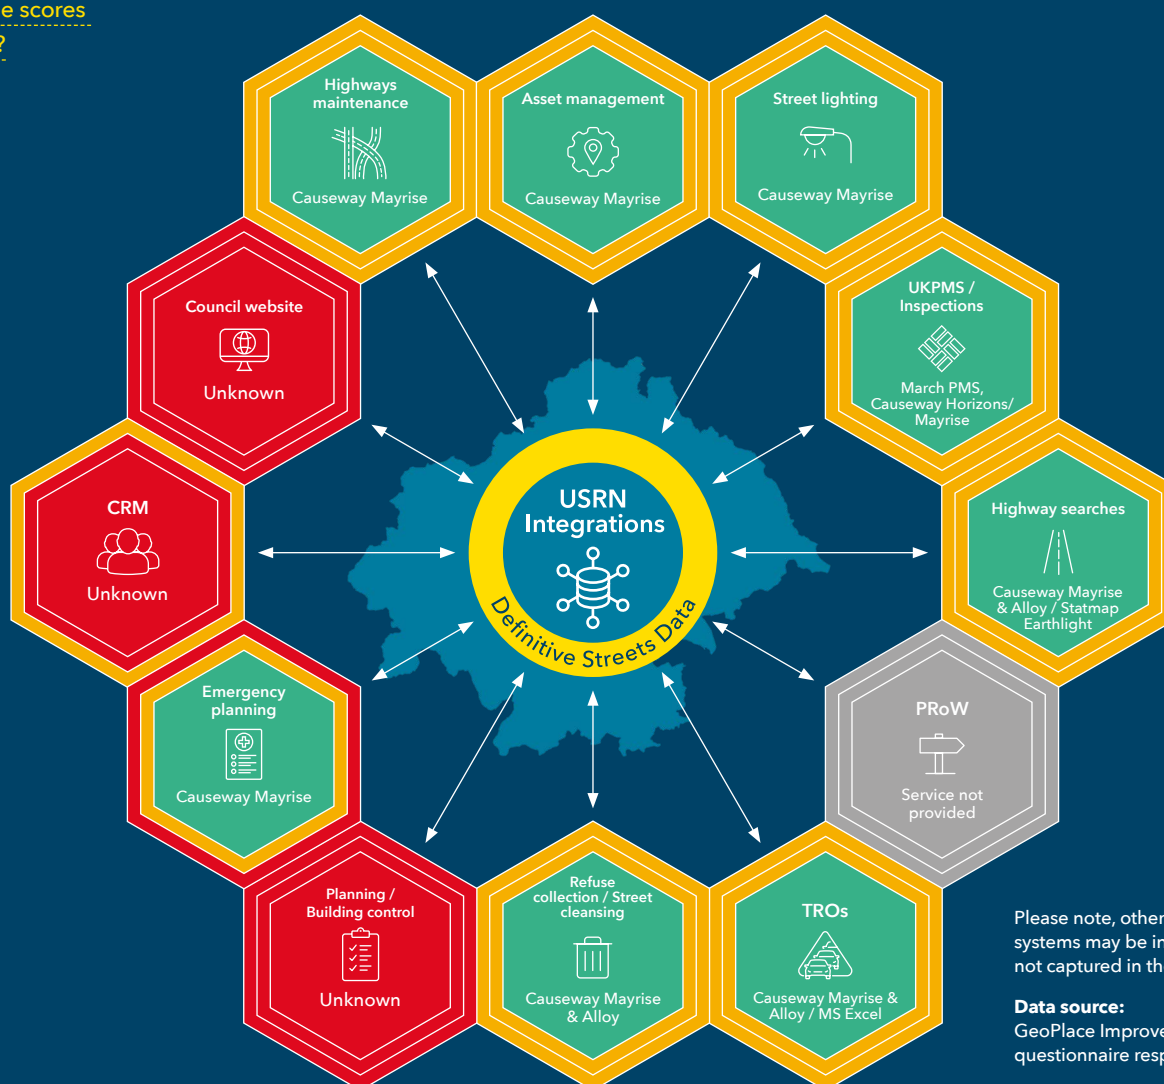 e scores
?
Highways
maintenance
Causeway Mayrise
Asset management
Causeway Mayrise
Street lighting
Causeway Mayrise
Council website
Unknown
UKPMS /
Inspections
March PMS,
Causeway Horizons/
Mayrise
CRM
Unknown
USRN
Integrations
Definitive Streets Data
Highway searches
Causeway Mayrise
& Alloy / Statmap
Earthlight
Emergency
planning
Causeway Mayrise
PRoW
Service not
provided
Planning /
Building control
Unknown
Refuse
collection / Street
cleansing
Causeway Mayrise
& Alloy
TROs
Causeway Mayrise &
Alloy / MS Excel
Please note, other
systems may be in
not captured in the
Data source:
GeoPlace Improve
questionnaire resp